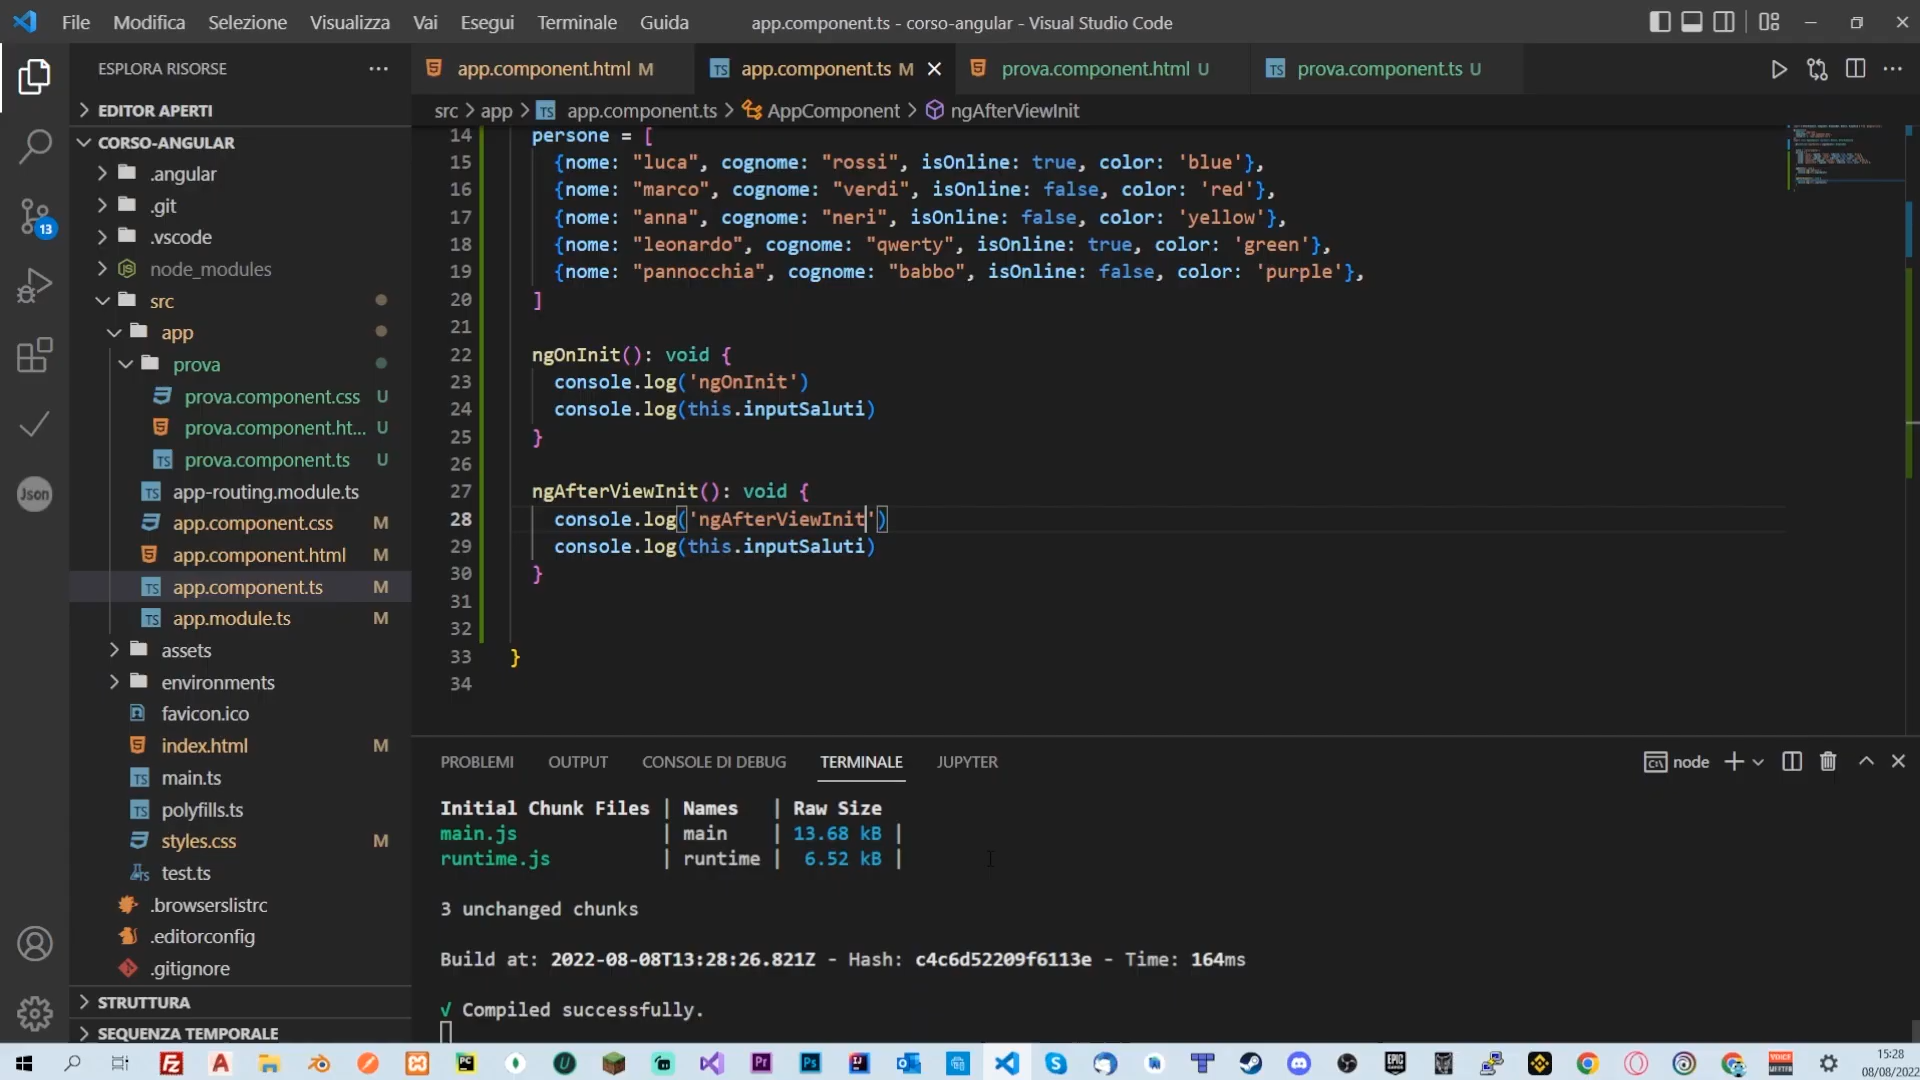 File Modifica Selezione Visualizza Vai Esegui Terminale Guida app.component.ts - corso-angular - Visual Studio Code
ESPLORA RISORSE
EDITOR APERTI
CORSO-ANGULAR
.angular
.git
.vscode
node_modules
src
app
prova
prova.component.css U
prova.component.ht... U
prova.component.ts U
app-routing.module.ts
app.component.css M
app.component.html M
app.component.ts M
app.module.ts M
assets
environments
favicon.ico
index.html M
main.ts
polyfills.ts
styles.css M
test.ts
.browserslistrc
.editorconfig
.gitignore
STRUTTURA
SEQUENZA TEMPORALE
13
Json
app.component.html M app.component.ts M prova.component.html U prova.component.ts U
src > app > app.component.ts > AppComponent > ngAfterViewInit
14 persone = [
15 {nome: "luca", cognome: "rossi", isOnline: true, color: 'blue'},
16 {nome: "marco", cognome: "verdi", isOnline: false, color: 'red'},
17 {nome: "anna", cognome: "neri", isOnline: false, color: 'yellow'},
18 {nome: "leonardo", cognome: "qwerty", isOnline: true, color: 'green'},
19 {nome: "pannocchia", cognome: "babbo", isOnline: false, color: 'purple'},
20 ]
21
22 ngOnInit(): void {
23 console.log('ngOnInit')
24 console.log(this.inputSaluti)
25 }
26
27 ngAfterViewInit(): void {
28 console.log('ngAfterViewInit')
29 console.log(this.inputSaluti)
30 }
31
32
33 }
34
PROBLEMI OUTPUT CONSOLE DI DEBUG TERMINALE JUPYTER node
Initial Chunk Files | Names | Raw Size
main.js | main | 13.68 kB |
runtime.js | runtime | 6.52 kB |
3 unchanged chunks
Build at: 2022-08-08T13:28:26.821Z - Hash: c4c6d52209f6113e - Time: 164ms
√ Compiled successfully.
15:28
08/08/2022